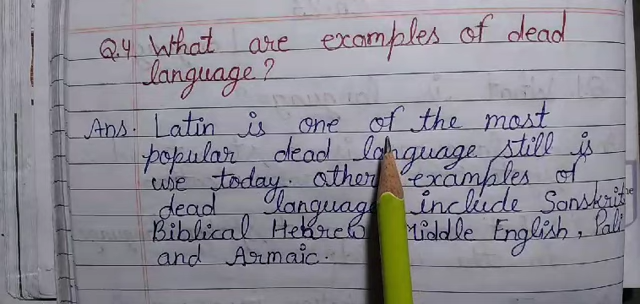 Q.4 What are examples of dead
language?
Ans. Latin is one of the most
popular dead language still is
use today. other examples of
dead language include Sanskrit
Biblical Hebrew Middle English, Pali
and Armaic.